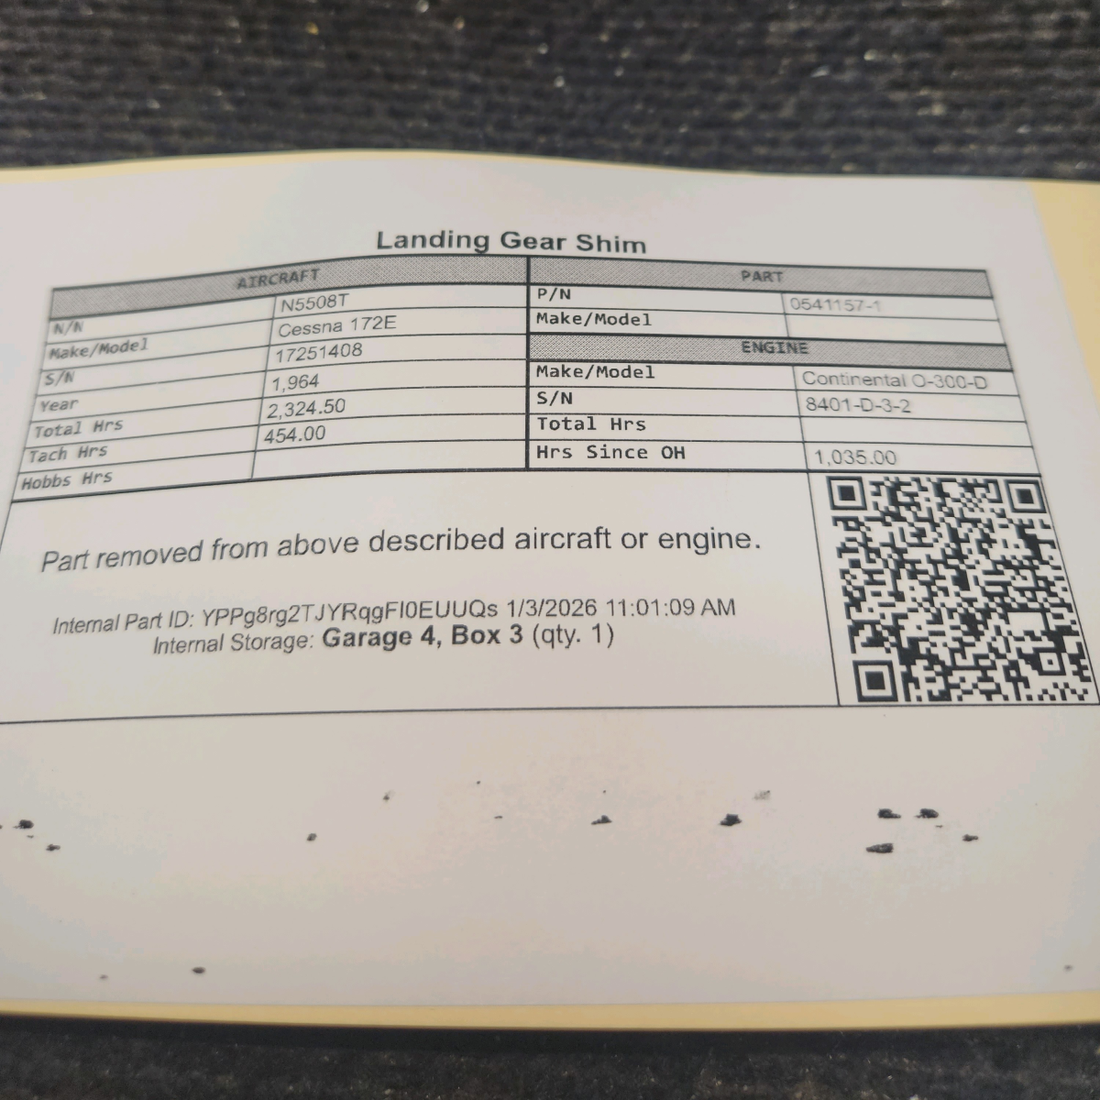 Landing Gear Shim
AIRCRAFT
N/N N5508T
Make/Model Cessna 172E
S/N 17251408
Year 1,964
Total Hrs 2,324.50
Tach Hrs 454.00
Hobbs Hrs
PART
P/N 0541157-1
Make/Model
ENGINE
Make/Model Continental O-300-D
S/N 8401-D-3-2
Total Hrs
Hrs Since OH 1,035.00
Part removed from above described aircraft or engine.
Internal Part ID: YPPg8rg2TJYRqgFI0EUUQs 1/3/2026 11:01:09 AM
Internal Storage: Garage 4, Box 3 (qty. 1)